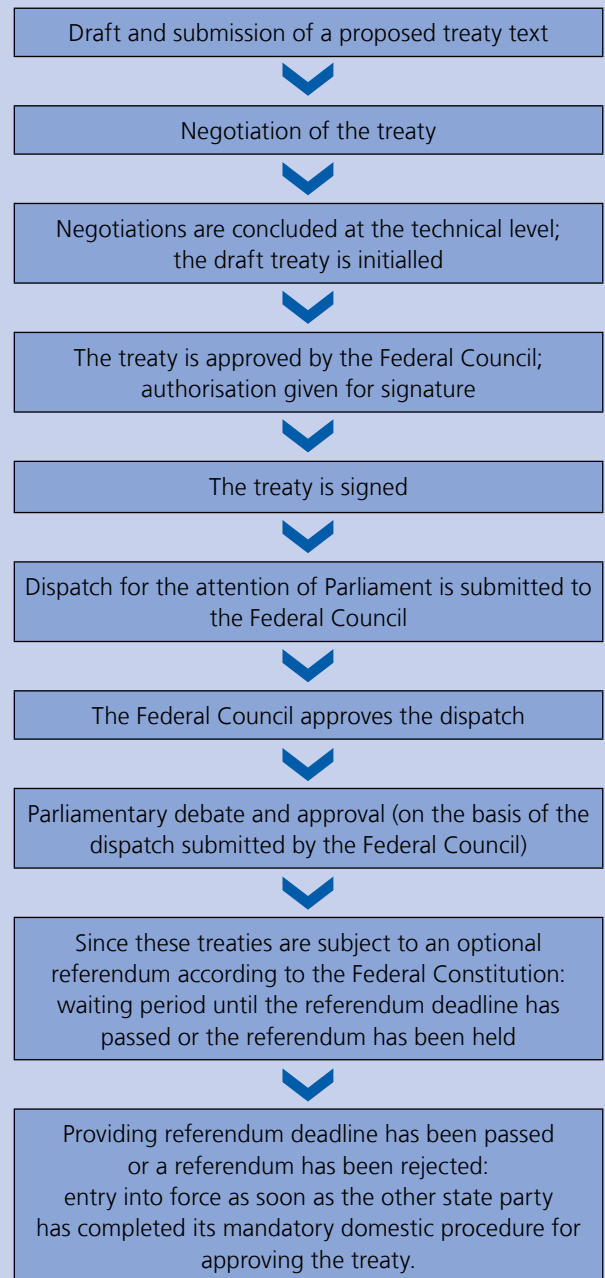 Draft and submission of a proposed treaty text
Negotiation of the treaty
Negotiations are concluded at the technical level;
the draft treaty is initialled
The treaty is approved by the Federal Council;
authorisation given for signature
The treaty is signed
Dispatch for the attention of Parliament is submitted to
the Federal Council
The Federal Council approves the dispatch
Parliamentary debate and approval (on the basis of the
dispatch submitted by the Federal Council)
Since these treaties are subject to an optional
referendum according to the Federal Constitution:
waiting period until the referendum deadline has
passed or the referendum has been held
Providing referendum deadline has been passed
or a referendum has been rejected:
entry into force as soon as the other state party
has completed its mandatory domestic procedure for
approving the treaty.